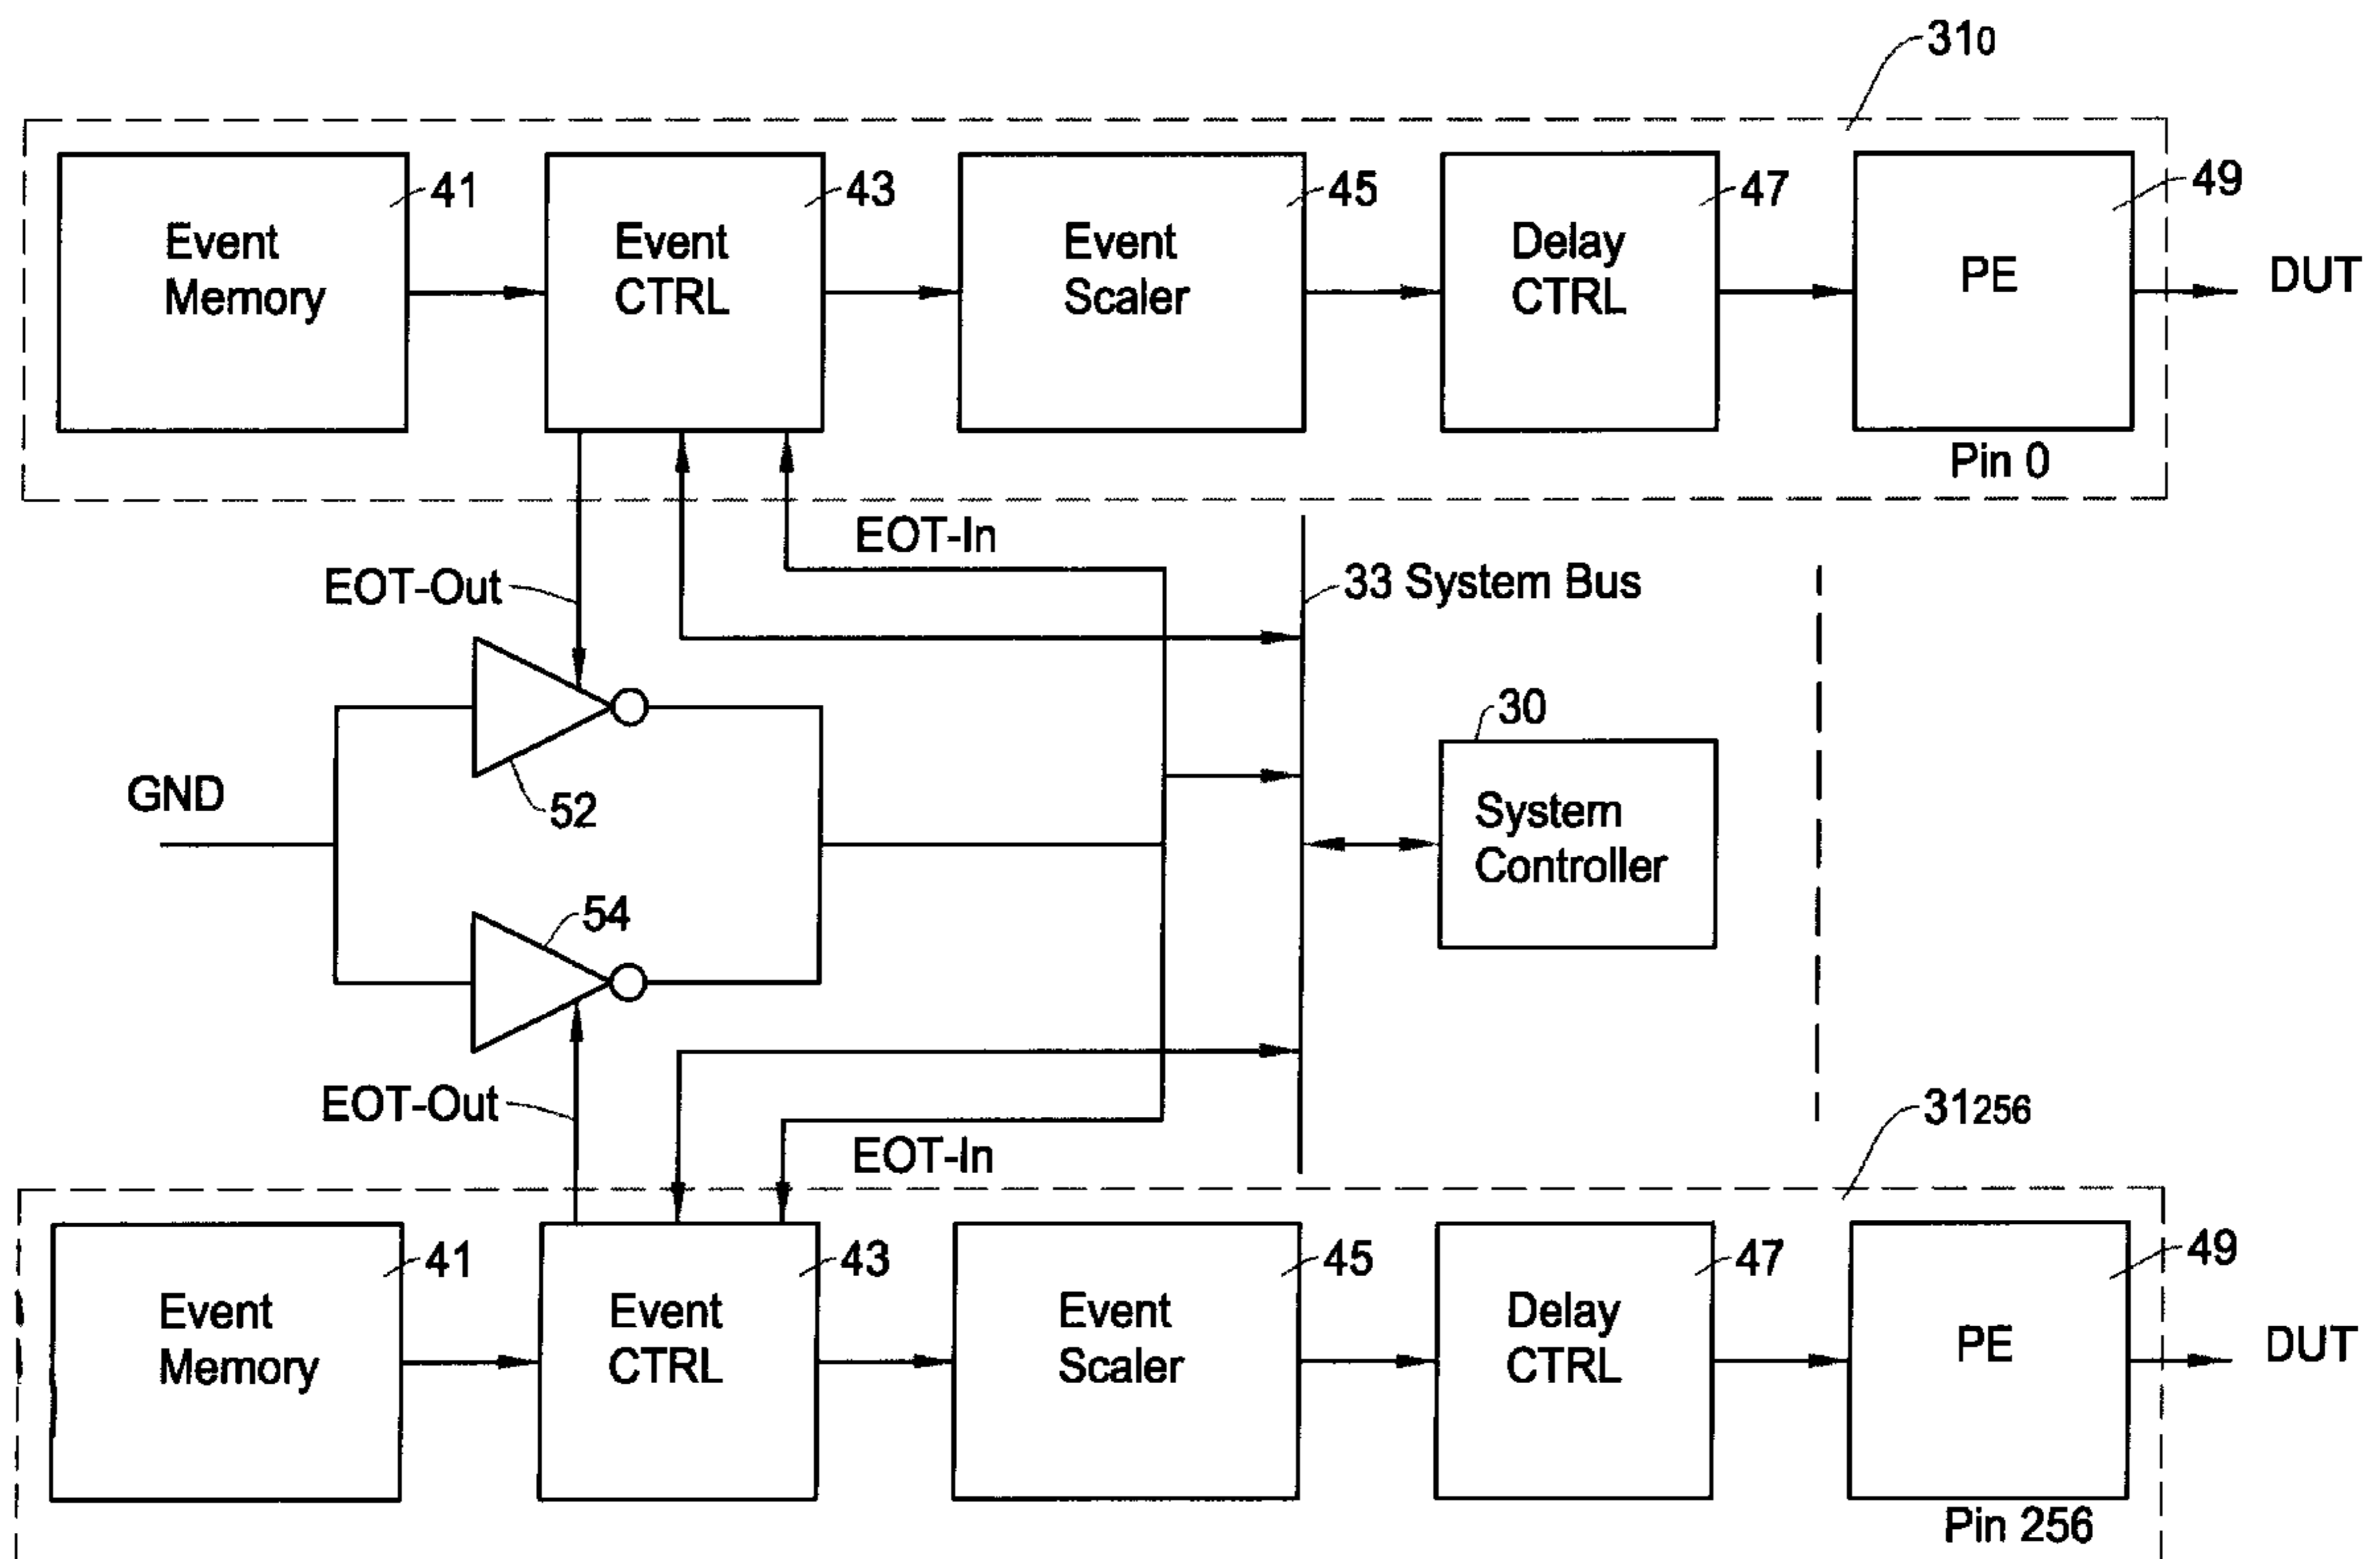 310
41
43
45
47
49
Event
Memory
Event
CTRL
Event
Scaler
Delay
CTRL
PE
DUT
Pin 0
EOT-In
EOT-Out
33 System Bus
30
System
Controller
GND
52
54
EOT-Out
EOT-In
31256
41
43
45
47
49
Event
Memory
Event
CTRL
Event
Scaler
Delay
CTRL
PE
DUT
Pin 256